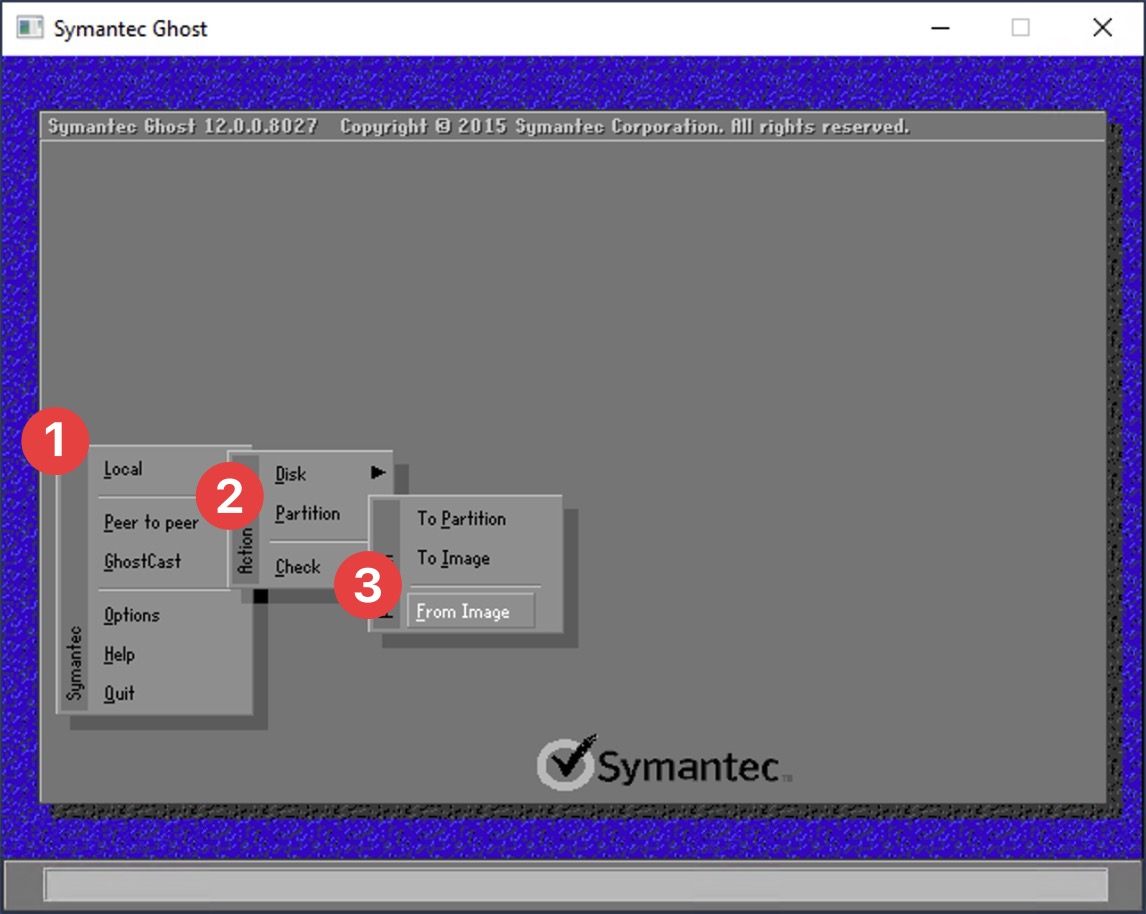 Symantec Ghost
Symantec Ghost 12.0.0.8027 Copyright © 2015 Symantec Corporation. All rights reserved.
1
Local
Peer to peer
GhostCast
Options
Help
Quit
Symantec
2
Disk
Partition
Check
Action
3
To Partition
To Image
From Image
Symantec™